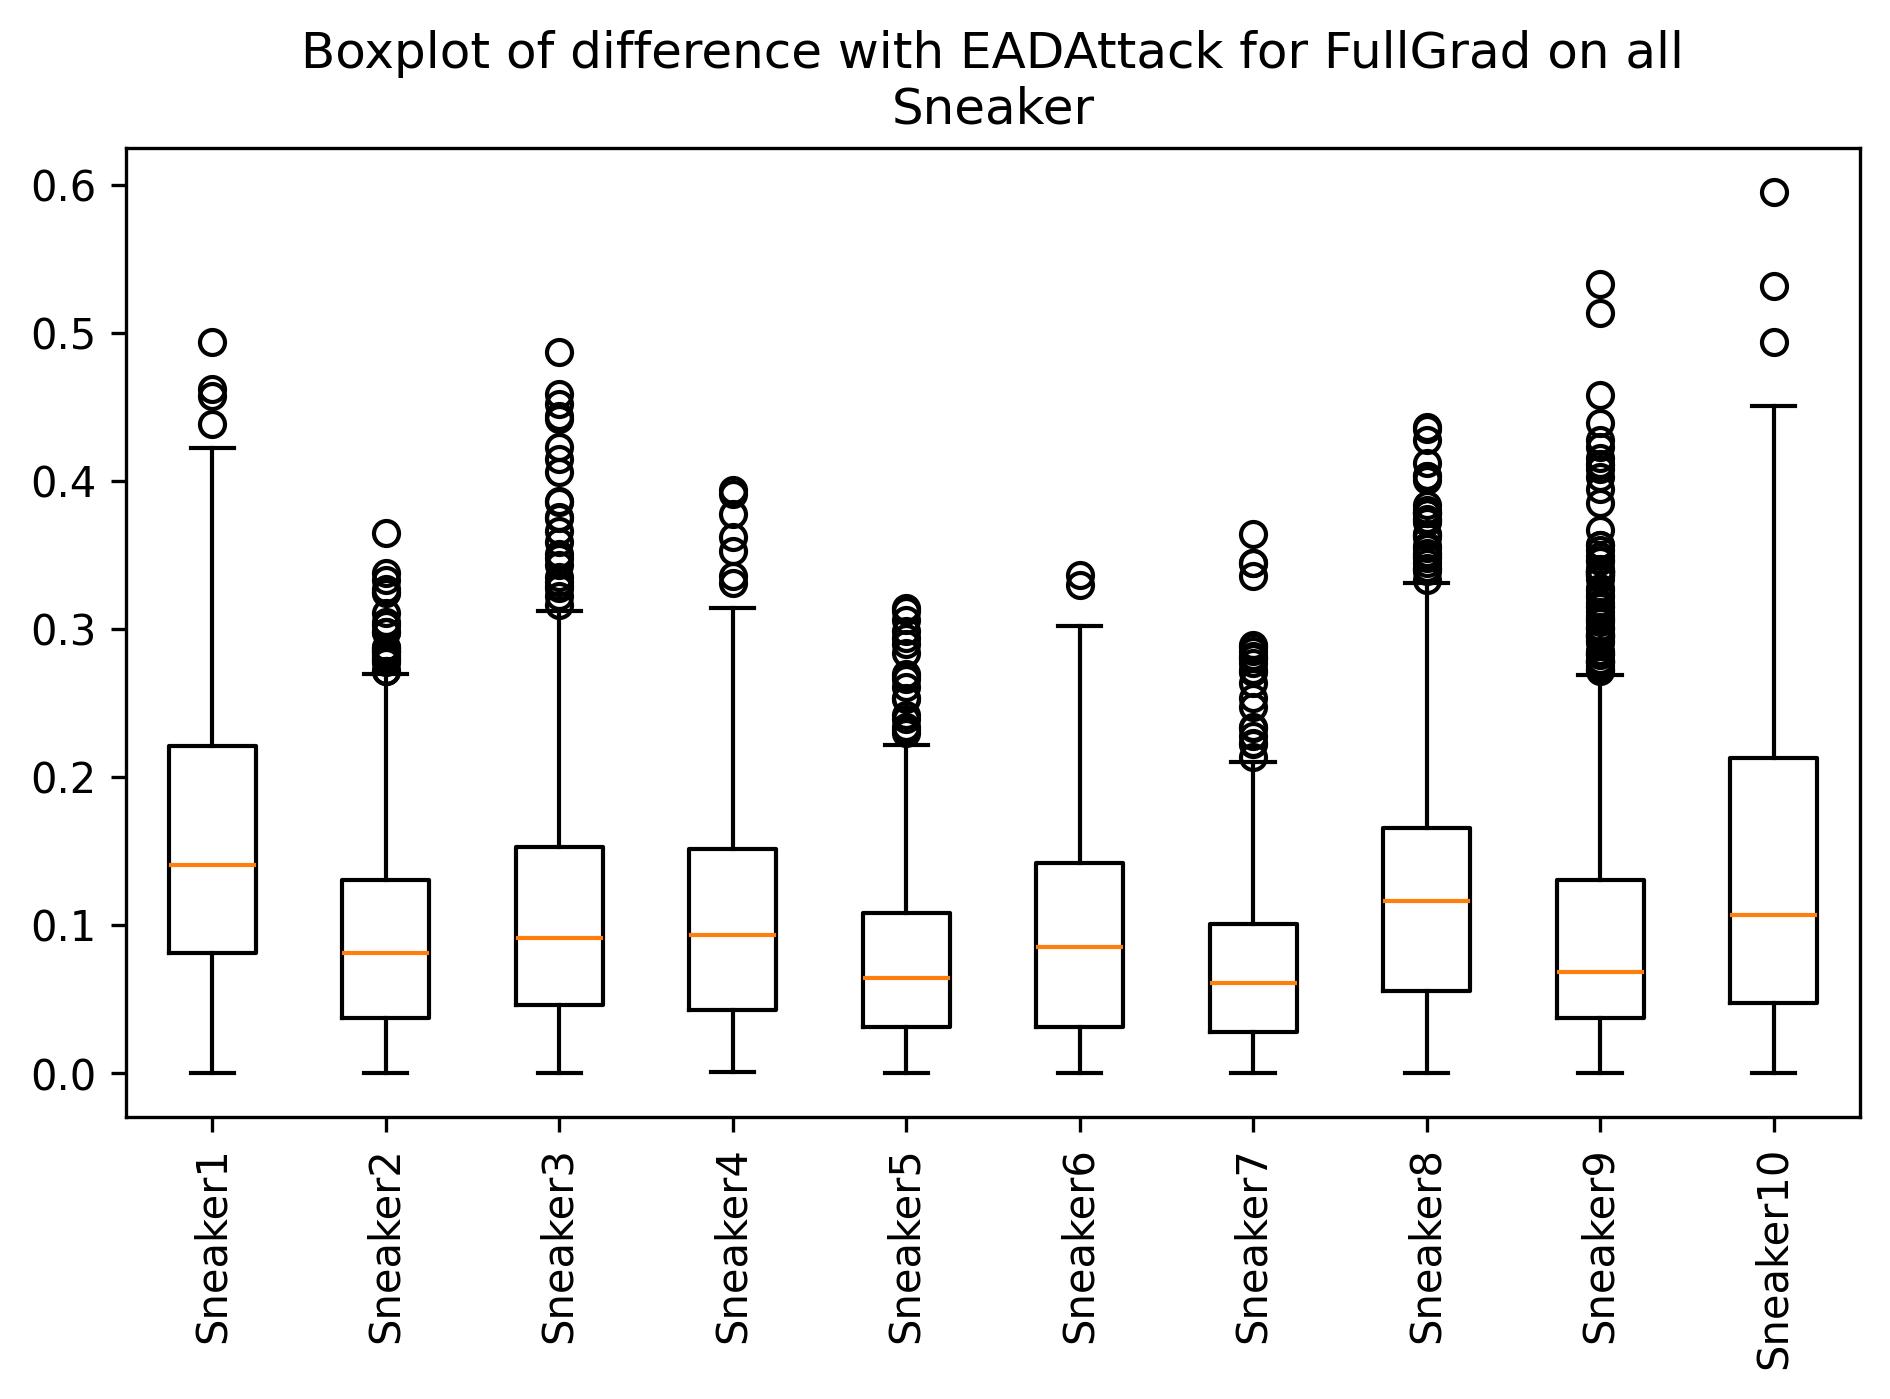 Boxplot of difference with EADAttack for FullGrad on all
Sneaker
0.6
0.5
0.4
0.3
0.2
0.1
0.0
Sneaker1
Sneaker2
Sneaker3
Sneaker4
Sneaker5
Sneaker6
Sneaker7
Sneaker8
Sneaker9
Sneaker10